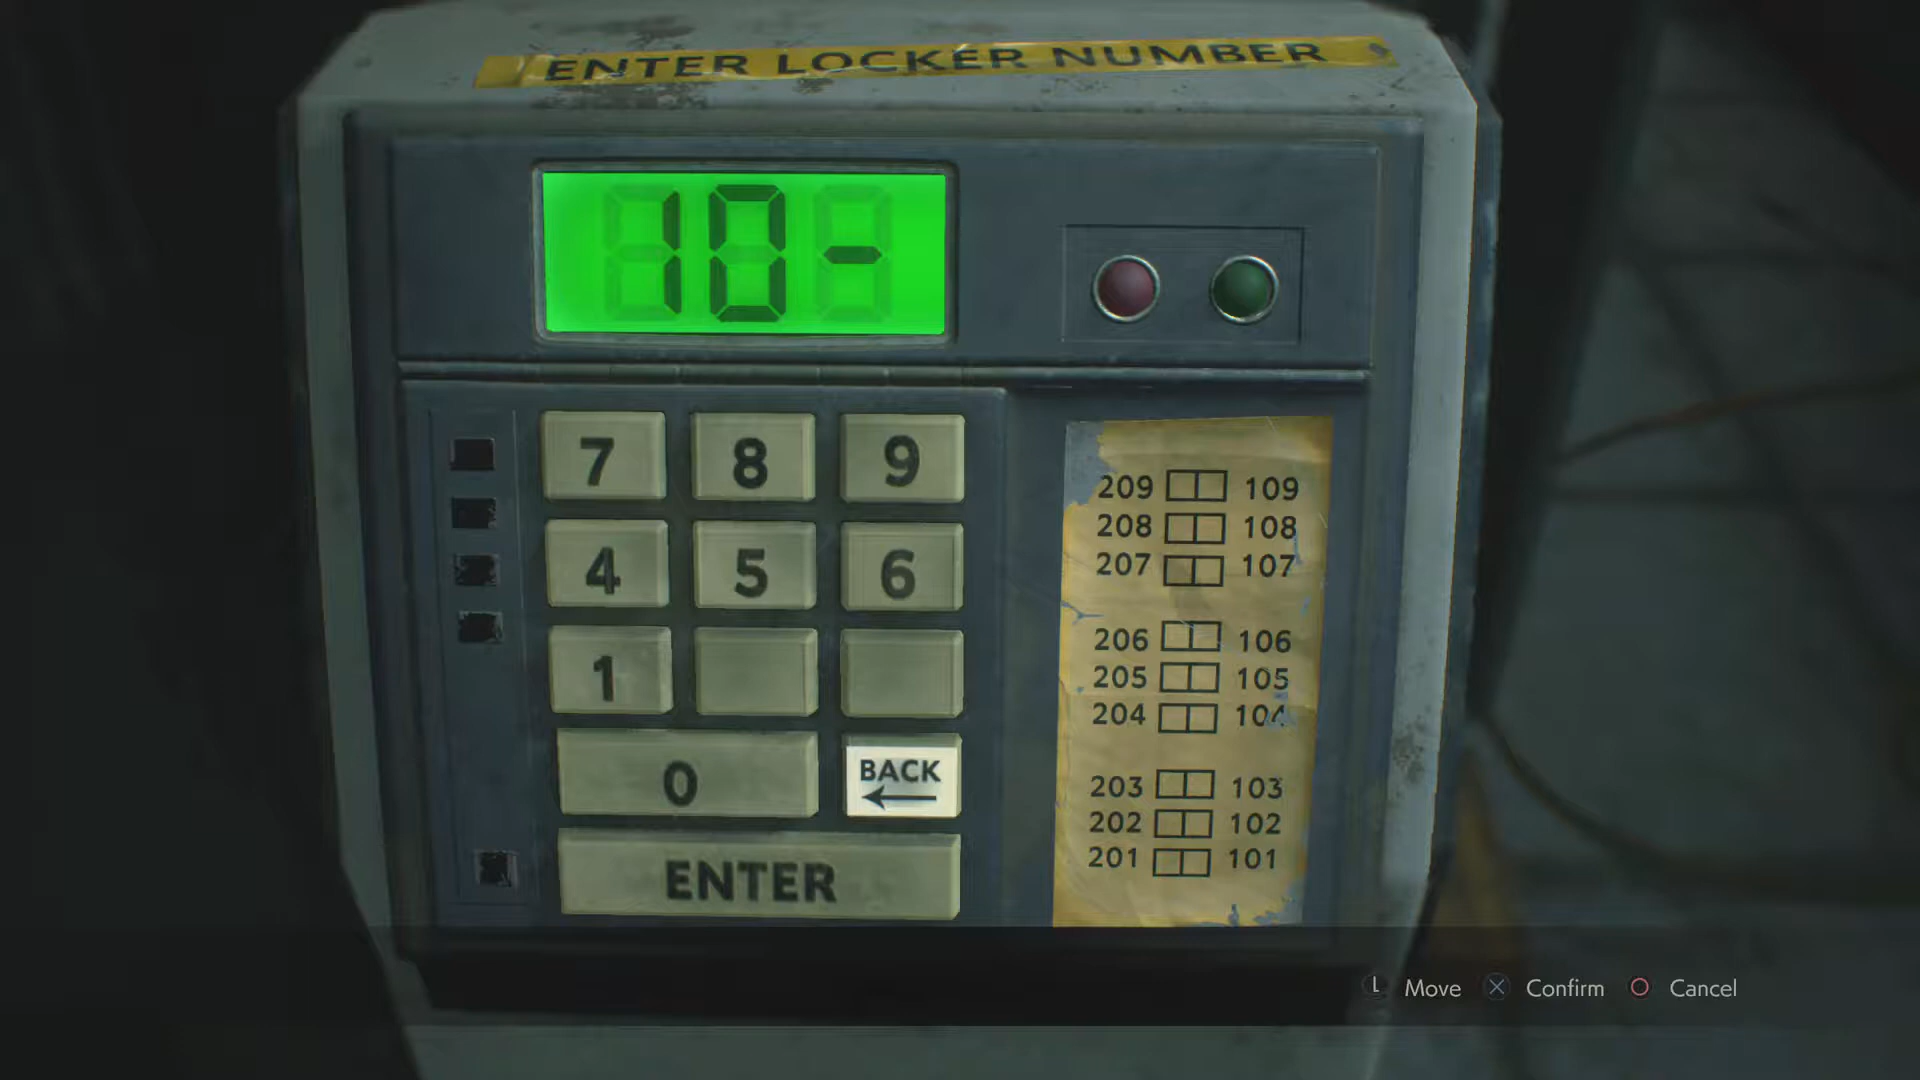 ENTER LOCKER NUMBER
10-
7 8 9
4 5 6
1
0 BACK
ENTER
209 109
208 108
207 107
206 106
205 105
204 104
203 103
202 102
201 101
L Move Confirm Cancel